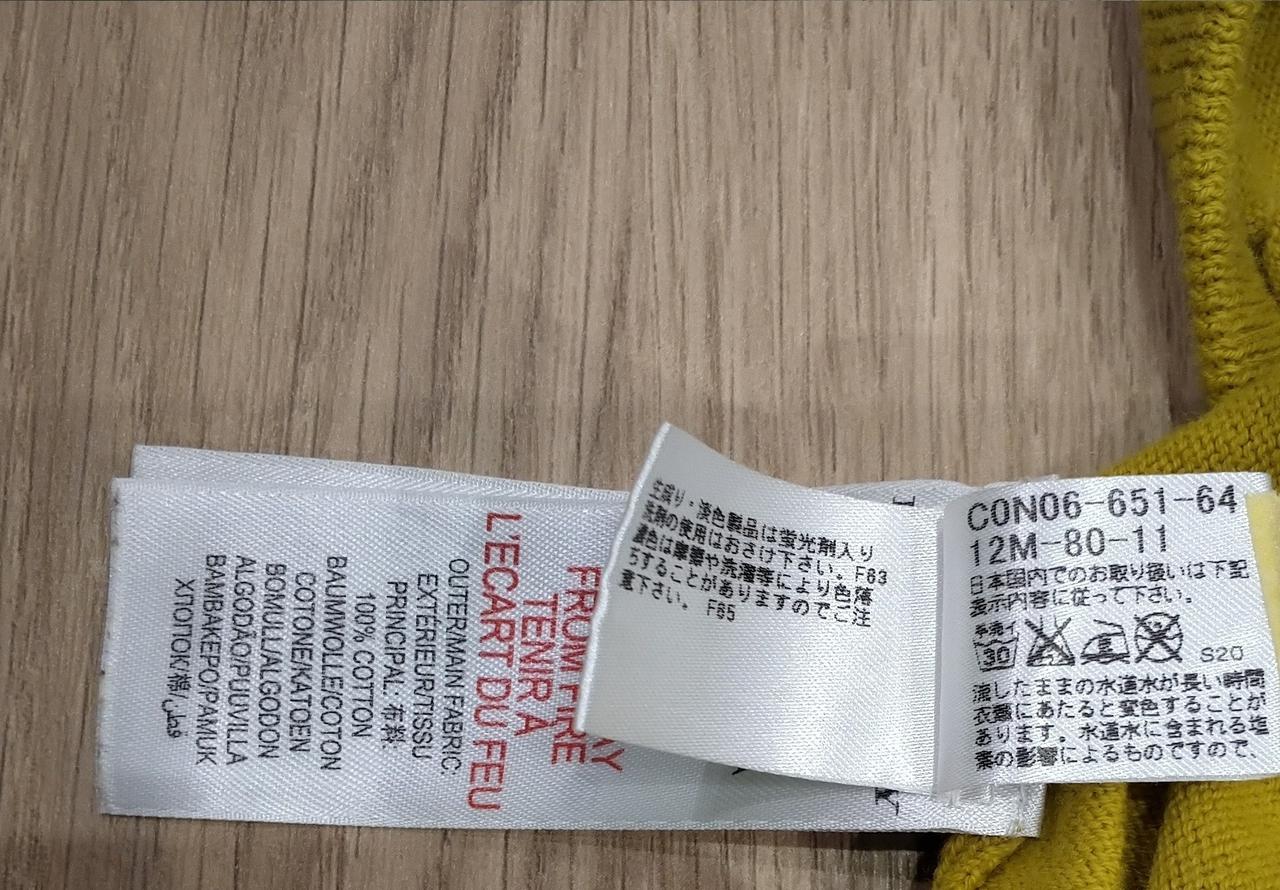 CON06-651-64
12M-80-11
日本国内でのお取り扱いは下記
表示内容に従って下さい。
30
S20
流したままの水道水が長い時間
衣類にあたると変色することが
あります。水道水に含まれる塩
素の影響によるものですので、
生成り・淡色製品は蛍光剤入り
洗剤の使用はおさけ下さい。F63
濃色は摩擦や洗濯等により色落
ちすることがありますのでご注
意下さい。 F65
FROM FIRE
TENIR À
L'ÉCART DU FEU
OUTERMAIN FABRIC:
EXTÉRIEUR/TISSU
PRINCIPAL: 布料:
100% COTTON
BAUMWOLLE/COTON
COTONE/KATOEN
BOMULL/ALGODON
ALGODÃO/PUUVILLA
BAMBAKEPO/PAMUK
ХЛОПОК/棉/قطن